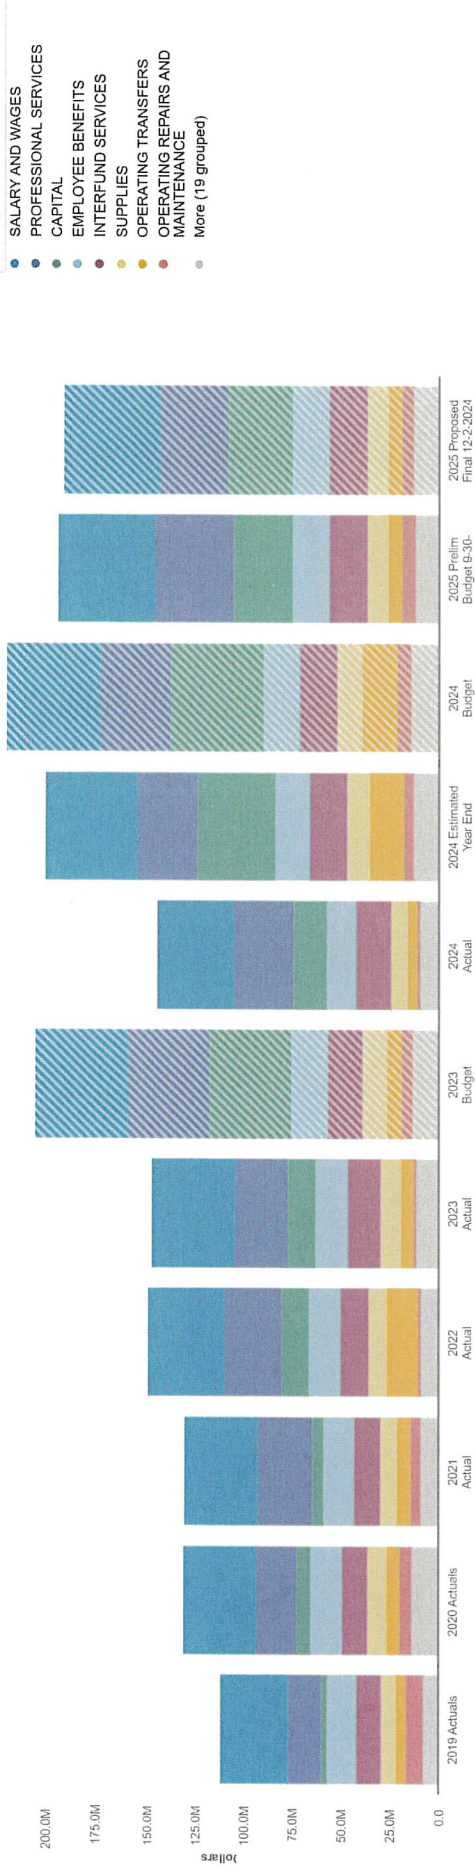 SALARY AND WAGES
PROFESSIONAL SERVICES
CAPITAL
EMPLOYEE BENEFITS
INTERFUND SERVICES
SUPPLIES
OPERATING TRANSFERS
OPERATING REPAIRS AND
MAINTENANCE
More (19 grouped)
200.0M
175.0M
150.0M
125.0M
100.0M
75.0M
50.0M
25.0M
0.0
Dollars
2019 Actuals
2020 Actuals
2021
Actual
2022
Actual
2023
Actual
2023
Budget
2024
Actual
2024 Estimated
Year End
2024
Budget
2025 Prelim
Budget 9-30-
2025 Proposed
Final 12-2-2024